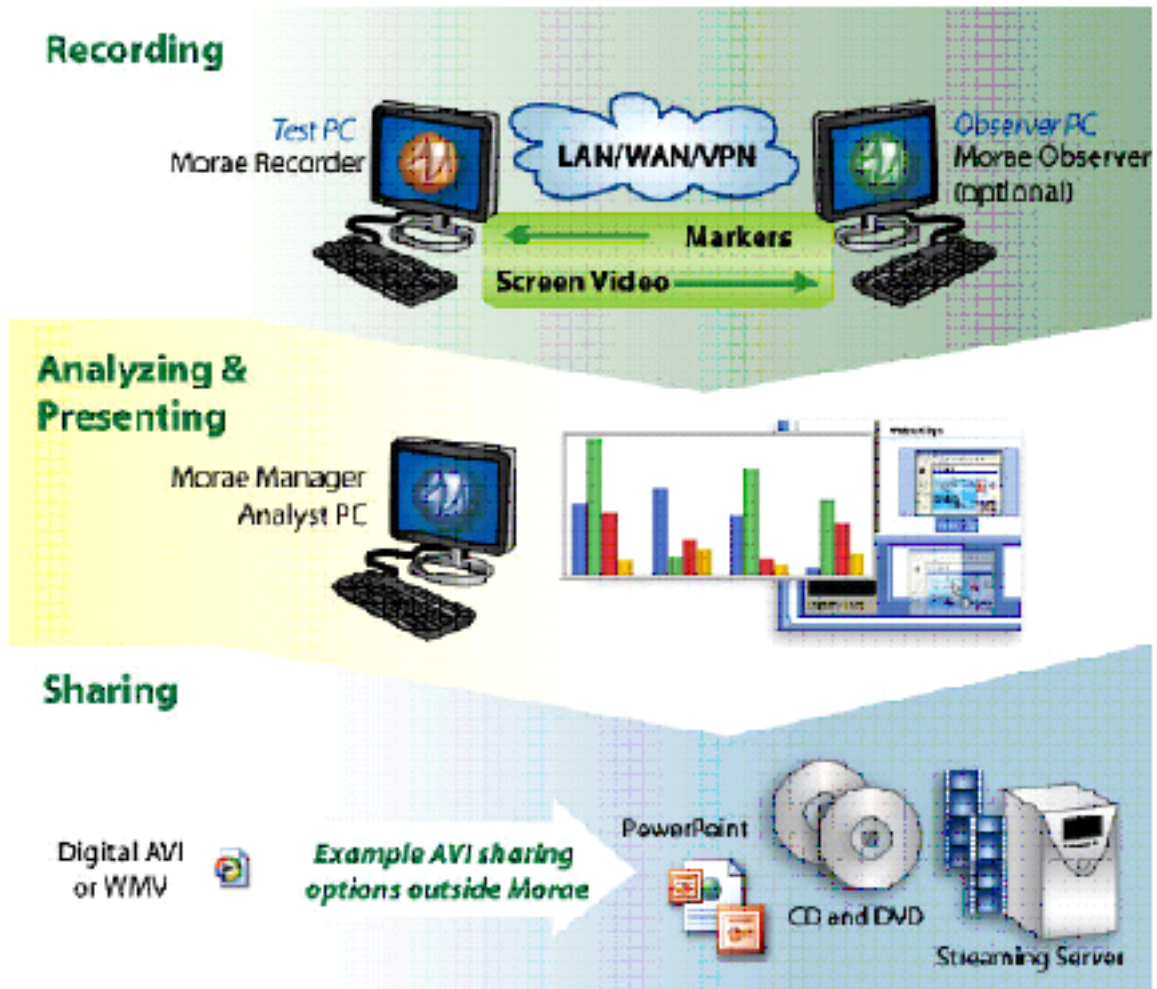 Recording
Test PC
Morae Recorder
LAN/WAN/VPN
Observer PC
Morae Observer
(optional)
Markers
Screen Video
Analyzing &
Presenting
Morae Manager
Analyst PC
Sharing
Digital AVI
or WMV
Example AVI sharing
options outside Morae
PowerPoint
CD and DVD
Streaming Server